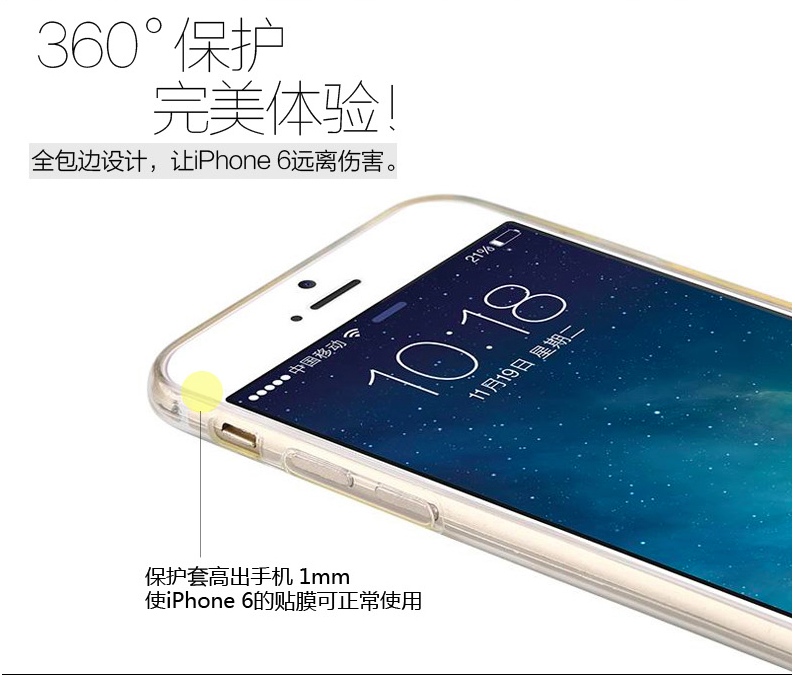 360°保护
完美体验!
全包边设计，让iPhone 6远离伤害。
21%
中国移动
10:18
11月19日 星期二
保护套高出手机 1mm
使iPhone 6的贴膜可正常使用